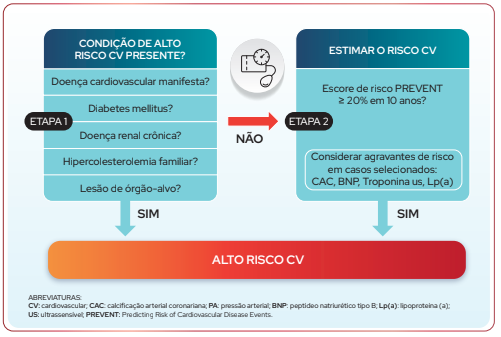 CONDIÇÃO DE ALTO
RISCO CV PRESENTE?
Doença cardiovascular manifesta?
Diabetes mellitus?
ETAPA 1
Doença renal crônica?
Hipercolesterolemia familiar?
Lesão de órgão-alvo?
SIM
NÃO
ESTIMAR O RISCO CV
Escore de risco PREVENT
≥ 20% em 10 anos?
ETAPA 2
Considerar agravantes de risco
em casos selecionados:
CAC, BNP, Troponina us, Lp(a)
SIM
ALTO RISCO CV
ABREVIATURAS:
CV: cardiovascular; CAC: calcificação arterial coronariana; PA: pressão arterial; BNP: peptídeo natriurético tipo B; Lp(a): lipoproteína (a);
US: ultrassensível; PREVENT: Predicting Risk of Cardiovascular Disease Events.